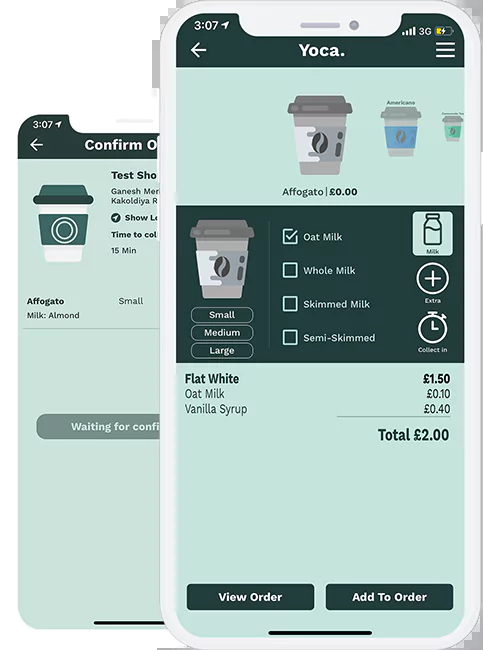 3:07
Confirm O
Test Sho
Ganesh Mer
Kakoldiya R
Show Lo
Time to col
15 Min
Affogato Small
Milk: Almond
Waiting for confi
3:07 3G
Yoca.
Americano
Affogato | £0.00
Small
Medium
Large
Oat Milk
Whole Milk
Skimmed Milk
Semi-Skimmed
Milk
Extra
Collect in
Flat White £1.50
Oat Milk £0.10
Vanilla Syrup £0.40
Total £2.00
View Order
Add To Order